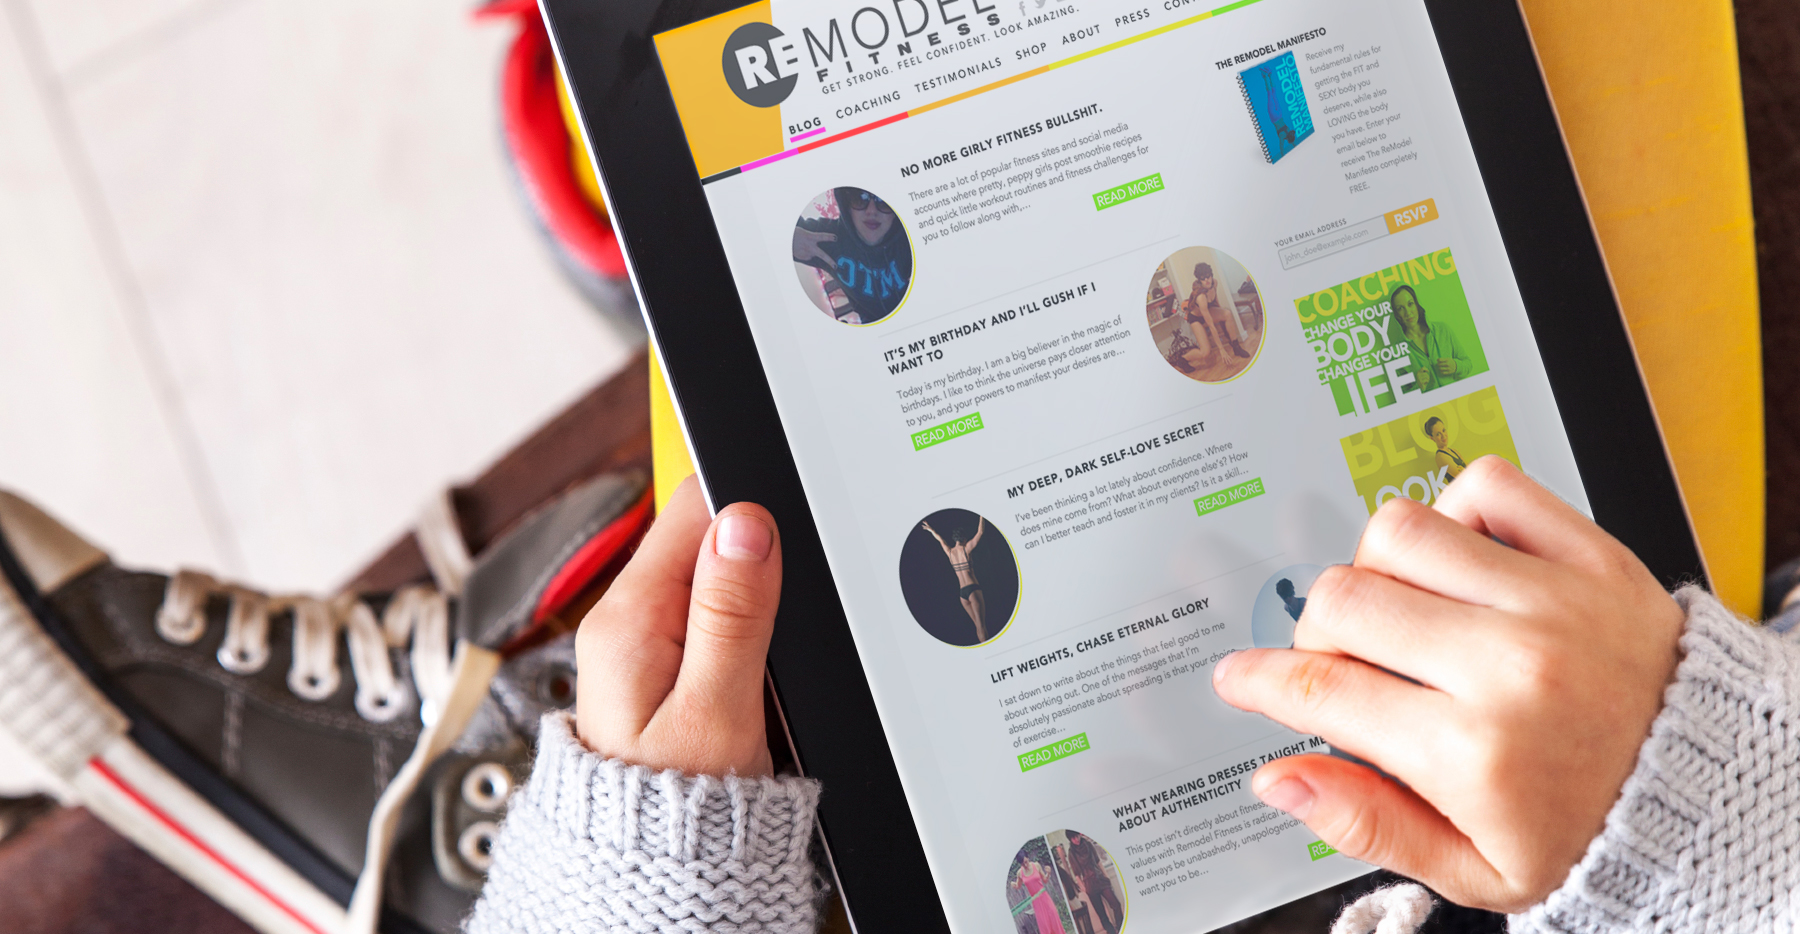 REMODEL
FITNESS
GET STRONG. FEEL CONFIDENT. LOOK AMAZING.
BLOG COACHING TESTIMONIALS SHOP ABOUT PRESS
NO MORE GIRLY FITNESS BULLSHIT.
There are a lot of popular fitness sites and social media
accounts where pretty, peppy girls post smoothie recipes
and quick little workout routines and fitness challenges for
you to follow along with,...
READ MORE
MTC
IT'S MY BIRTHDAY AND I'LL GUSH IF I
WANT TO
Today is my birthday. I am a big believer in the magic of
birthdays. I like to think the universe pays closer attention
to you, and your powers to manifest your desires are...
READ MORE
MY DEEP, DARK SELF-LOVE SECRET
I've been thinking a lot lately about confidence. Where
does mine come from? What about everyone else's? How
can I better teach and foster it in my clients? Is it a skill...
READ MORE
LIFT WEIGHTS, CHASE ETERNAL GLORY
I sat down to write about the things that feel good to me
about working out. One of the messages that I'm
absolutely passionate about spreading is that your choice
of exercise...
READ MORE
WHAT WEARING DRESSES TAUGHT ME
ABOUT AUTHENTICITY
This post isn't directly about fitness
values with Remodel Fitness is radical
to always be unabashedly, unapologetically
want you to be...
THE REMODEL MANIFESTO
REMODEL
MANIFESTO
Receive my
fundamental rules for
getting the FIT and
SEXY body you
deserve, while also
LOVING the body
you have. Enter your
email below to
receive The ReModel
Manifesto completely
FREE.
YOUR EMAIL ADDRESS
john_doe@example.com RSVP
COACHING
CHANGE YOUR
BODY
CHANGE YOUR
LIFE
BLOG
LOOK